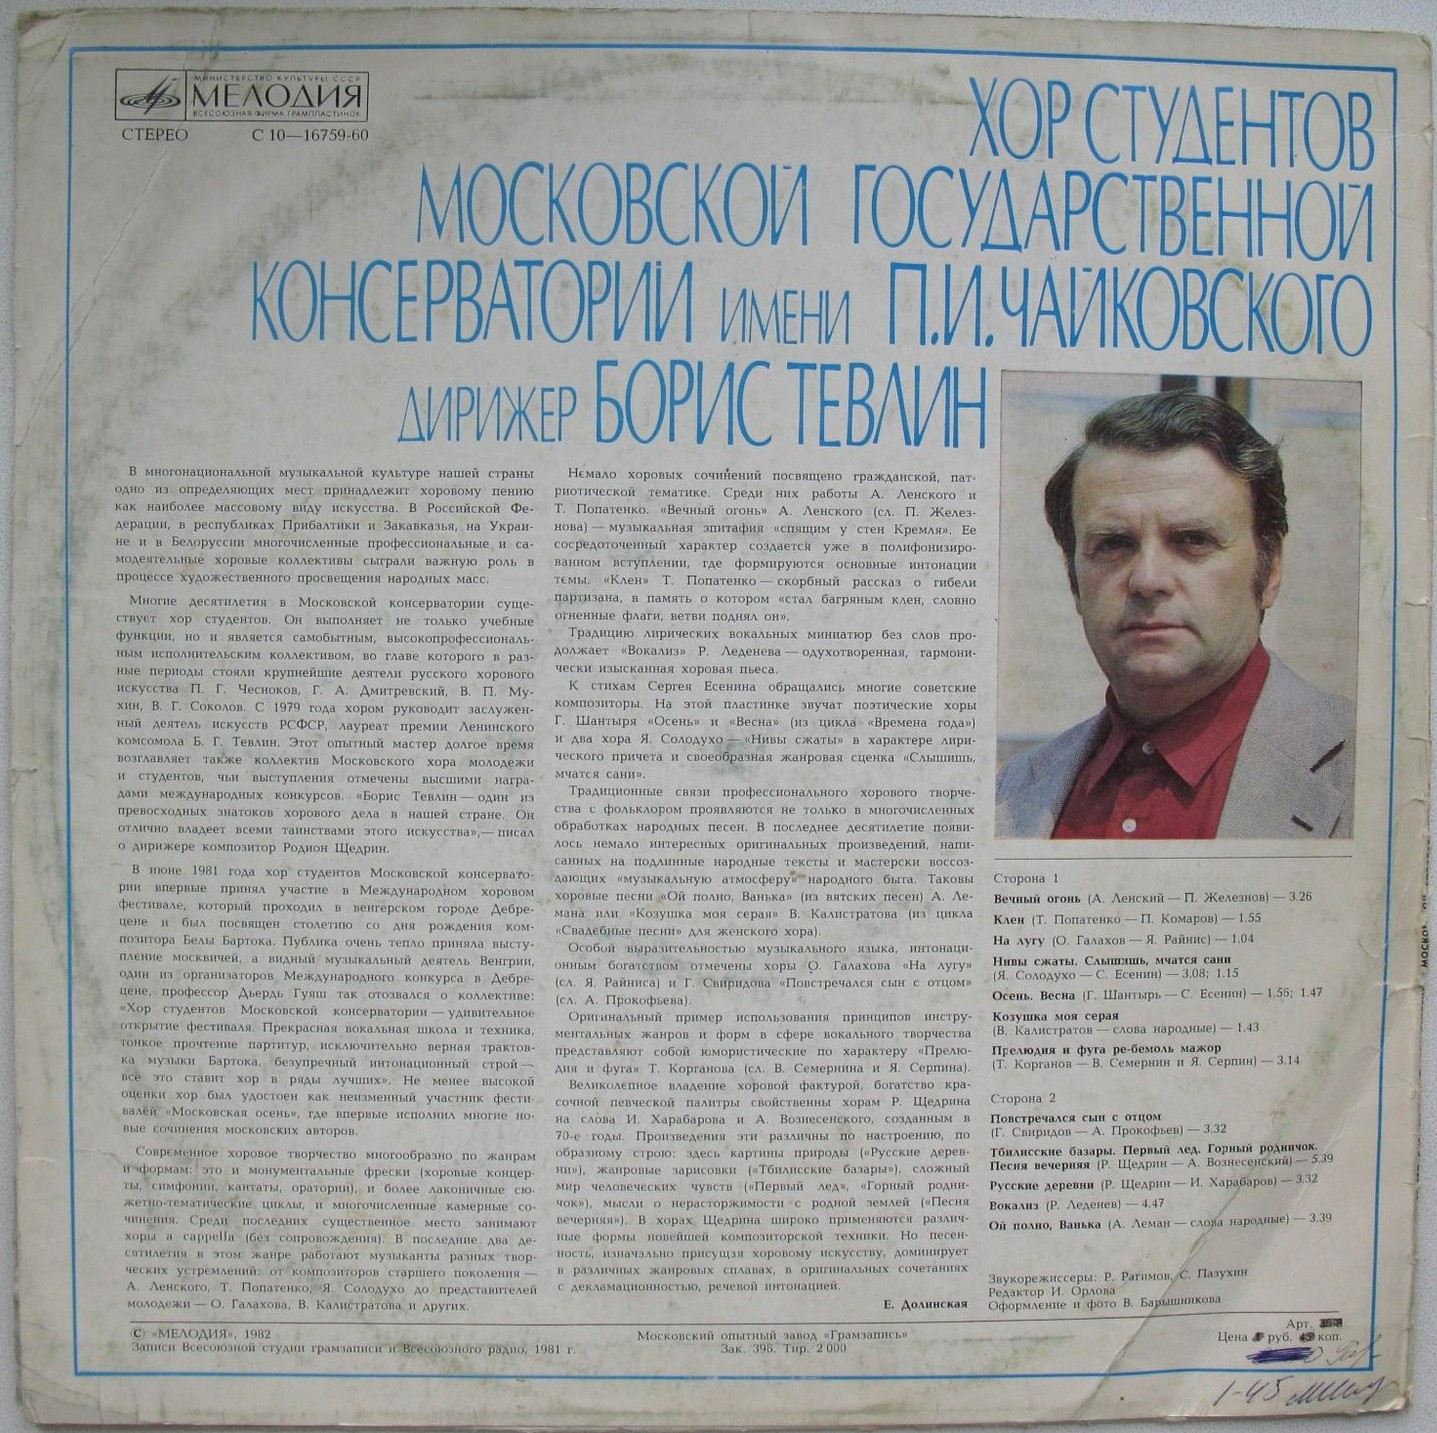 МИНИСТЕРСТВО КУЛЬТУРЫ СССР
МЕЛОДИЯ
ВСЕСОЮЗНАЯ ФИРМА ГРАМПЛАСТИНОК
СТЕРЕО С 10—16759-60
ХОР СТУДЕНТОВ
МОСКОВСКОЙ ГОСУДАРСТВЕННОЙ
КОНСЕРВАТОРИИ ИМЕНИ П.И.ЧАЙКОВСКОГО
ДИРИЖЕР БОРИС ТЕВЛИН
В многонациональной музыкальной культуре нашей страны
одно из определяющих мест принадлежит хоровому пению
как наиболее массовому виду искусства. В Российской Фе-
дерации, в республиках Прибалтики и Закавказья, на Украи-
не и в Белоруссии многочисленные профессиональные и са-
модеятельные хоровые коллективы сыграли важную роль в
процессе художественного просвещения народных масс.
Многие десятилетия в Московской консерватории суще-
ствует хор студентов. Он выполняет не только учебные
функции, но и является самобытным, высокопрофессиональ-
ным исполнительским коллективом, во главе которого в раз-
ные периоды стояли крупнейшие деятели русского хорового
искусства П. Г. Чесноков, Г. А. Дмитревский, В. П. Му-
хин, В. Г. Соколов. С 1979 года хором руководит заслужен-
ный деятель искусств РСФСР, лауреат премии Ленинского
комсомола Б. Г. Тевлин. Этот опытный мастер долгое время
возглавляет также коллектив Московского хора молодежи
и студентов, чьи выступления отмечены высшими награ-
дами международных конкурсов. «Борис Тевлин — один из
превосходных знатоков хорового дела в нашей стране. Он
отлично владеет всеми таинствами этого искусства»,— писал
о дирижере композитор Родион Щедрин.
В июне 1981 года хор студентов Московской консервато-
рии впервые принял участие в Международном хоровом
фестивале, который проходил в венгерском городе Дебре-
цене и был посвящен столетию со дня рождения ком-
позитора Белы Бартока. Публика очень тепло приняла высту-
пление москвичей, а видный музыкальный деятель Венгрии,
один из организаторов Международного конкурса в Дебре-
цене, профессор Дьердь Гуяш так отозвался о коллективе:
«Хор студентов Московской консерватории — удивительное
открытие фестиваля. Прекрасная вокальная школа и техника,
тонкое прочтение партитур, исключительно верная трактов-
ка музыки Бартока, безупречный интонационный строй —
всё это ставит хор в ряды лучших». Не менее высокой
оценки хор был удостоен как неизменный участник фести-
валей «Московская осень», где впервые исполнил многие но-
вые сочинения московских авторов.
Современное хоровое творчество многообразно по жанрам
и формам: это и монументальные фрески (хоровые концер-
ты, симфонии, кантаты, оратории), и более лаконичные сю-
жетно-тематические циклы, и многочисленные камерные со-
чинения. Среди последних существенное место занимают
хоры a cappella (без сопровождения). В последние два де-
сятилетия в этом жанре работают музыканты разных твор-
ческих устремлений: от композиторов старшего поколения —
А. Ленского, Т. Попатенко, Я. Солодухо до представителей
молодежи — О. Галахова, В. Калистратова и других.
Немало хоровых сочинений посвящено гражданской, пат-
риотической тематике. Среди них работы А. Ленского и
Т. Попатенко. «Вечный огонь» А. Ленского (сл. П. Желез-
нова) — музыкальная эпитафия «спящим у стен Кремля». Ее
сосредоточенный характер создается уже в полифонизиро-
ванном вступлении, где формируются основные интонации
темы. «Клен» Т. Попатенко — скорбный рассказ о гибели
партизана, в память о котором «стал багряным клен, словно
огненные флаги, ветви поднял он».
Традицию лирических вокальных миниатюр без слов про-
должает «Вокализ» Р. Леденева — одухотворенная, гармони-
чески изысканная хоровая пьеса.
К стихам Сергея Есенина обращались многие советские
композиторы. На этой пластинке звучат поэтические хоры
Г. Шантыря «Осень» и «Весна» (из цикла «Времена года»)
и два хора Я. Солодухо — «Нивы сжаты» в характере лири-
ческого причета и своеобразная жанровая сценка «Слышишь,
мчатся сани».
Традиционные связи профессионального хорового творче-
ства с фольклором проявляются не только в многочисленных
обработках народных песен. В последнее десятилетие появи-
лось немало интересных оригинальных произведений, напи-
санных на подлинные народные тексты и мастерски воссоз-
дающих «музыкальную атмосферу» народного быта. Таковы
хоровые песни «Ой полно, Ванька» (из вятских песен) А. Ле-
мана или «Козушка моя серая» В. Калистратова (из цикла
«Свадебные песни» для женского хора).
Особой выразительностью музыкального языка, интонаци-
онным богатством отмечены хоры О. Галахова «На лугу»
(сл. Я. Райниса) и Г. Свиридова «Повстречался сын с отцом»
(сл. А. Прокофьева).
Оригинальный пример использования принципов инстру-
ментальных жанров и форм в сфере вокального творчества
представляют собой юмористические по характеру «Прелю-
дия и фуга» Т. Корганова (сл. В. Семернина и Я. Серпина).
Великолепное владение хоровой фактурой, богатство кра-
сочной певческой палитры свойственны хорам Р. Щедрина
на слова И. Харабарова и А. Вознесенского, созданным в
70-е годы. Произведения эти различны по настроению, по
образному строю: здесь картины природы («Русские дерев-
ни»), жанровые зарисовки («Тбилисские базары»), сложный
мир человеческих чувств («Первый лед», «Горный родни-
чок»), мысли о нерасторжимости с родной землей («Песня
вечерняя»). В хорах Щедрина широко применяются различ-
ные формы новейшей композиторской техники. Но песен-
ность, изначально присущая хоровому искусству, доминирует
в различных жанровых сплавах, в оригинальных сочетаниях
с декламационностью, речевой интонацией.
Е. Долинская
Сторона 1
Вечный огонь (А. Ленский — П. Железнов) — 3.26
Клен (Т. Попатенко — П. Комаров) — 1.55
На лугу (О. Галахов — Я. Райнис) — 1.04
Нивы сжаты. Слышишь, мчатся сани
(Я. Солодухо — С. Есенин) — 3.08; 1.15
Осень. Весна (Г. Шантырь — С. Есенин) — 1.56; 1.47
Козушка моя серая
(В. Калистратов — слова народные) — 1.43
Прелюдия и фуга ре-бемоль мажор
(Т. Корганов — В. Семернин и Я. Серпин) — 3.14
Сторона 2
Повстречался сын с отцом
(Г. Свиридов — А. Прокофьев) — 3.32
Тбилисские базары. Первый лед. Горный родничок.
Песня вечерняя (Р. Щедрин — А. Вознесенский) — 5.39
Русские деревни (Р. Щедрин — И. Харабаров) — 3.32
Вокализ (Р. Леденев) — 4.47
Ой полно, Ванька (А. Леман — слова народные) — 3.39
Звукорежиссеры: Р. Рагимов, С. Пазухин
Редактор И. Орлова
Оформление и фото В. Барышникова
© «МЕЛОДИЯ», 1982
Записи Всесоюзной студии грамзаписи и Всесоюзного радио, 1981 г.
Московский опытный завод «Грамзапись»
Зак. 396. Тир. 2 000
Арт.
Цена руб. коп.
1-45